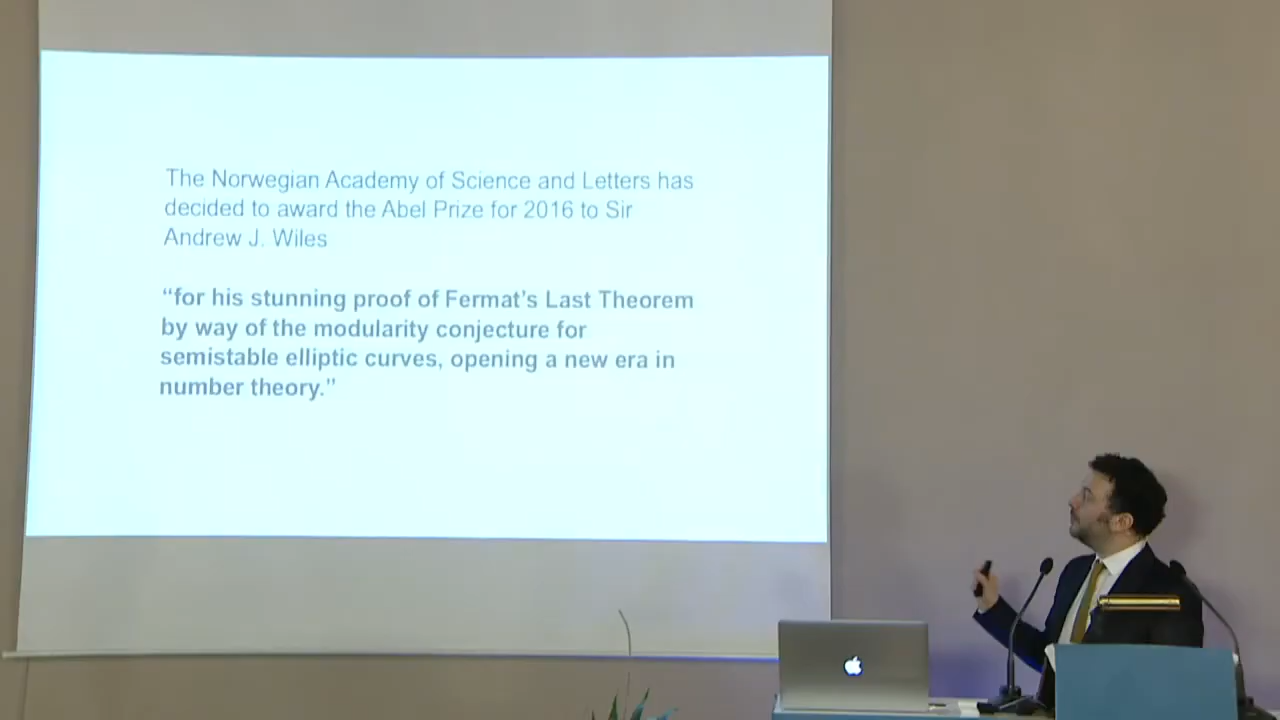 The Norwegian Academy of Science and Letters has
decided to award the Abel Prize for 2016 to Sir
Andrew J. Wiles
“for his stunning proof of Fermat’s Last Theorem
by way of the modularity conjecture for
semistable elliptic curves, opening a new era in
number theory.”